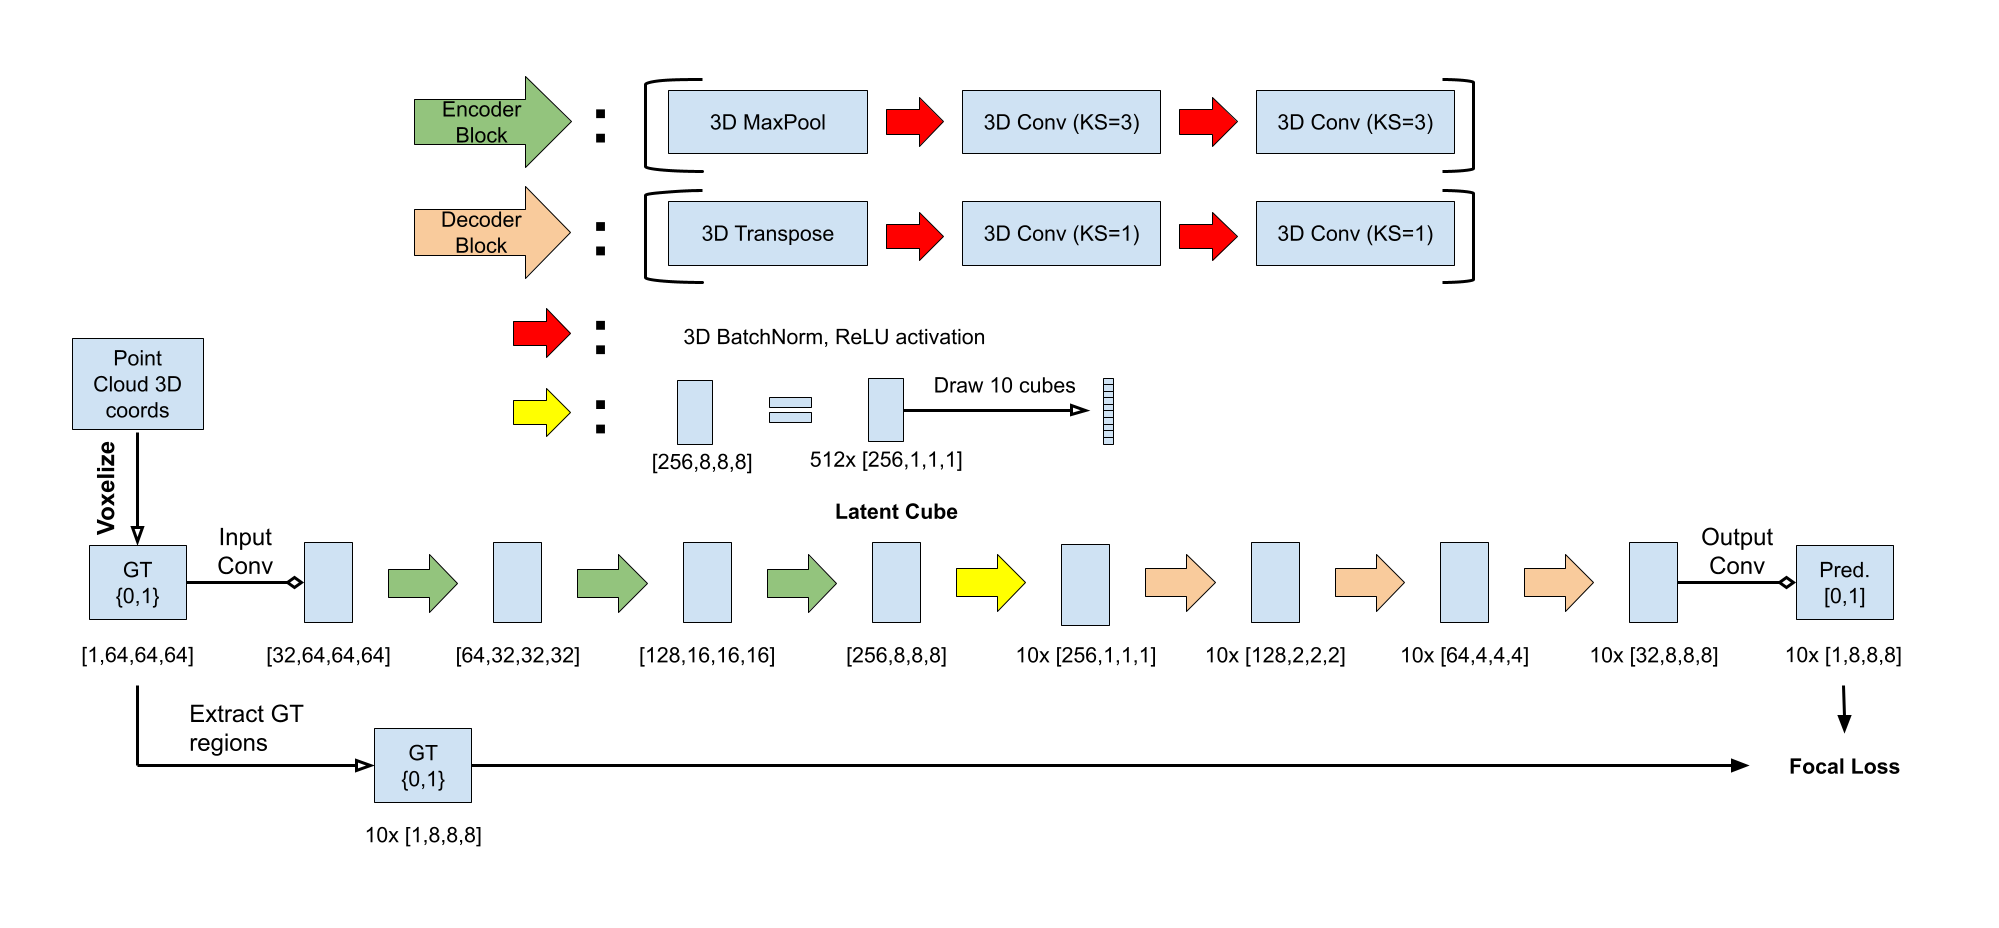 Encoder
Block
:
3D MaxPool
3D Conv (KS=3)
3D Conv (KS=3)
Decoder
Block
:
3D Transpose
3D Conv (KS=1)
3D Conv (KS=1)
:
3D BatchNorm, ReLU activation
:
[256,8,8,8]
=
512x [256,1,1,1]
Draw 10 cubes
Point
Cloud 3D
coords
Voxelize
Latent Cube
GT
{0,1}
[1,64,64,64]
Input
Conv
[32,64,64,64]
[64,32,32,32]
[128,16,16,16]
[256,8,8,8]
10x [256,1,1,1]
10x [128,2,2,2]
10x [64,4,4,4]
10x [32,8,8,8]
Output
Conv
Pred.
[0,1]
10x [1,8,8,8]
Extract GT
regions
GT
{0,1}
10x [1,8,8,8]
Focal Loss